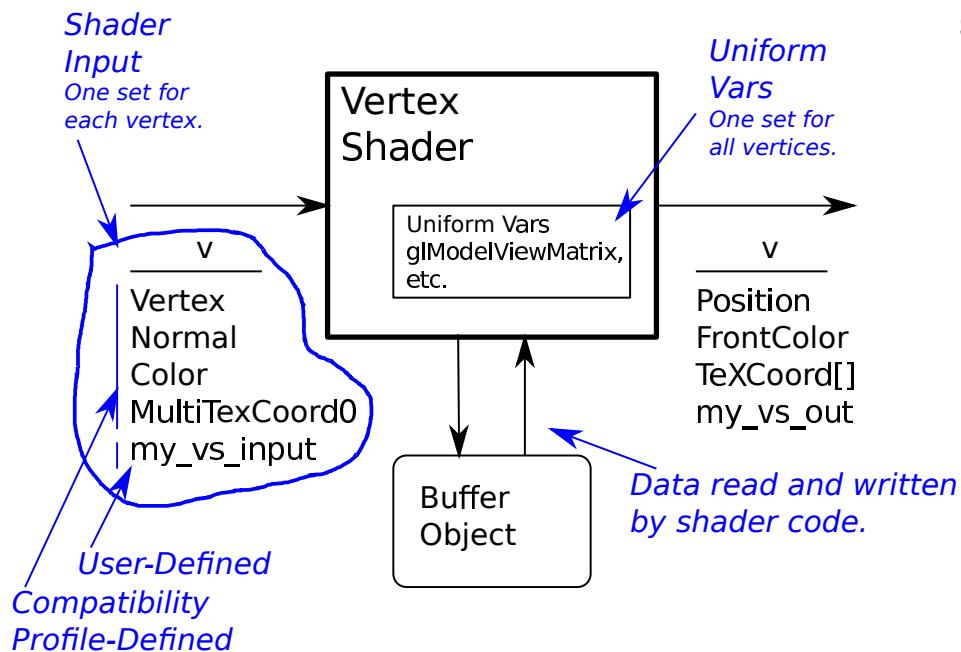 Shader
Input
One set for
each vertex.
Vertex
Shader
Uniform
Vars
One set for
all vertices.
Uniform Vars
glModelViewMatrix,
etc.
v
Vertex
Normal
Color
MultiTexCoord0
my_vs_input
v
Position
FrontColor
TeXCoord[]
my_vs_out
Buffer
Object
Data read and written
by shader code.
User-Defined
Compatibility
Profile-Defined